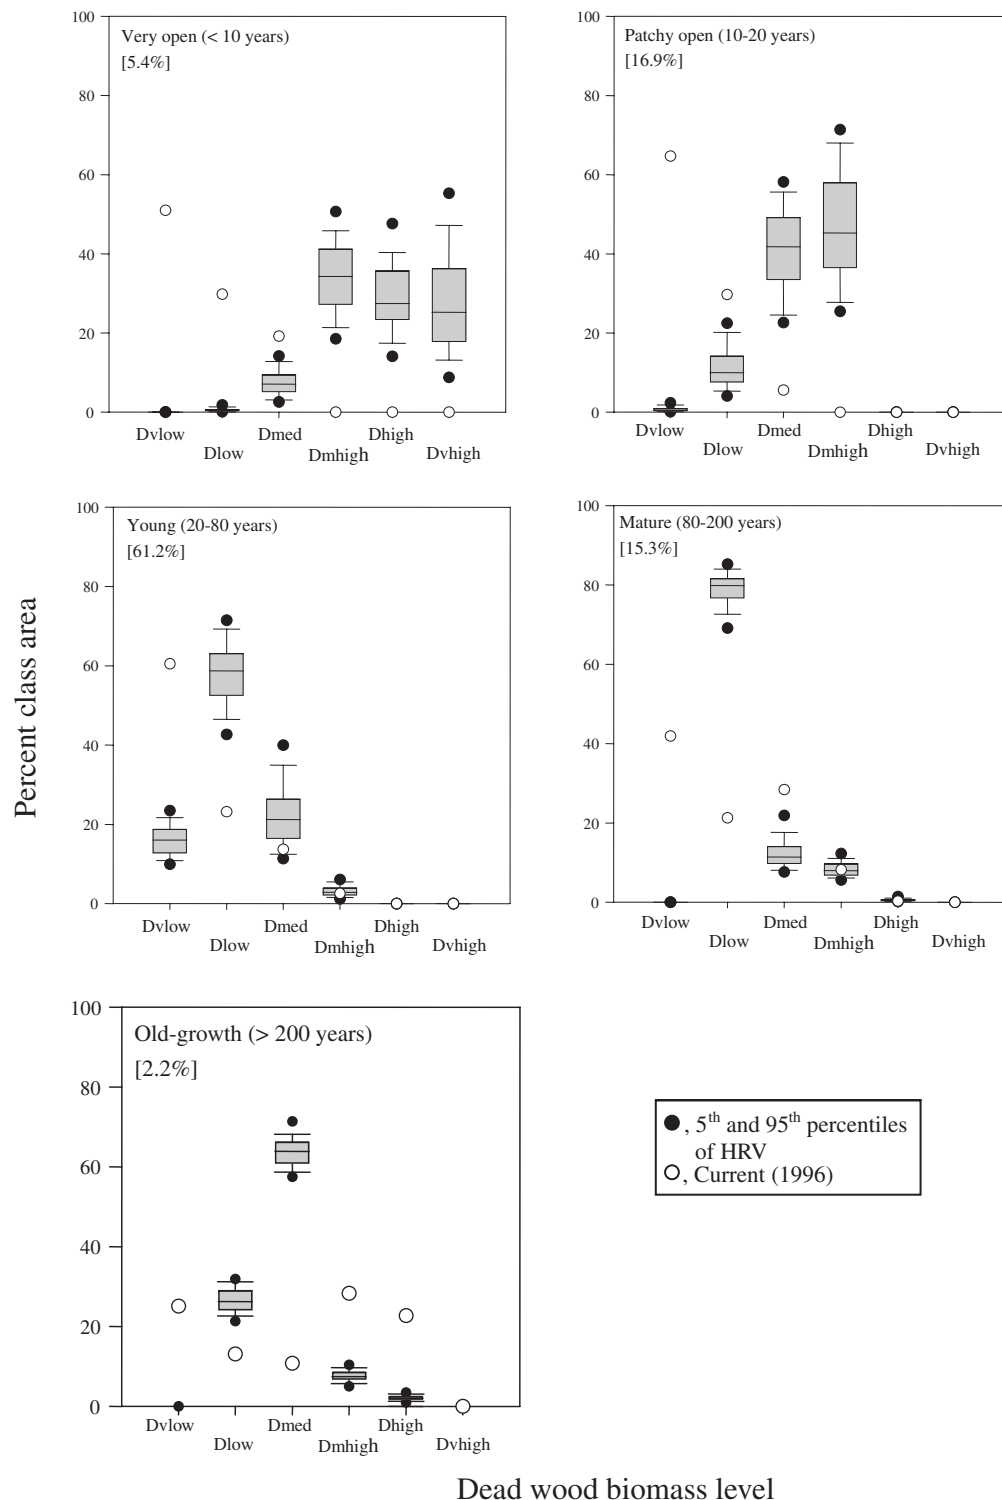 Very open (< 10 years)
[5.4%]
100
80
60
40
20
0
Dvlow
Dlow
Dmed
Dmhigh
Dhigh
Dvhigh
Patchy open (10-20 years)
[16.9%]
100
80
60
40
20
0
Dvlow
Dlow
Dmed
Dmhigh
Dhigh
Dvhigh
Percent class area
Young (20-80 years)
[61.2%]
100
80
60
40
20
0
Dvlow
Dlow
Dmed
Dmhigh
Dhigh
Dvhigh
Mature (80-200 years)
[15.3%]
100
80
60
40
20
0
Dvlow
Dlow
Dmed
Dmhigh
Dhigh
Dvhigh
Old-growth (> 200 years)
[2.2%]
100
80
60
40
20
0
Dvlow
Dlow
Dmed
Dmhigh
Dhigh
Dvhigh
●, 5th and 95th percentiles
of HRV
○, Current (1996)
Dead wood biomass level